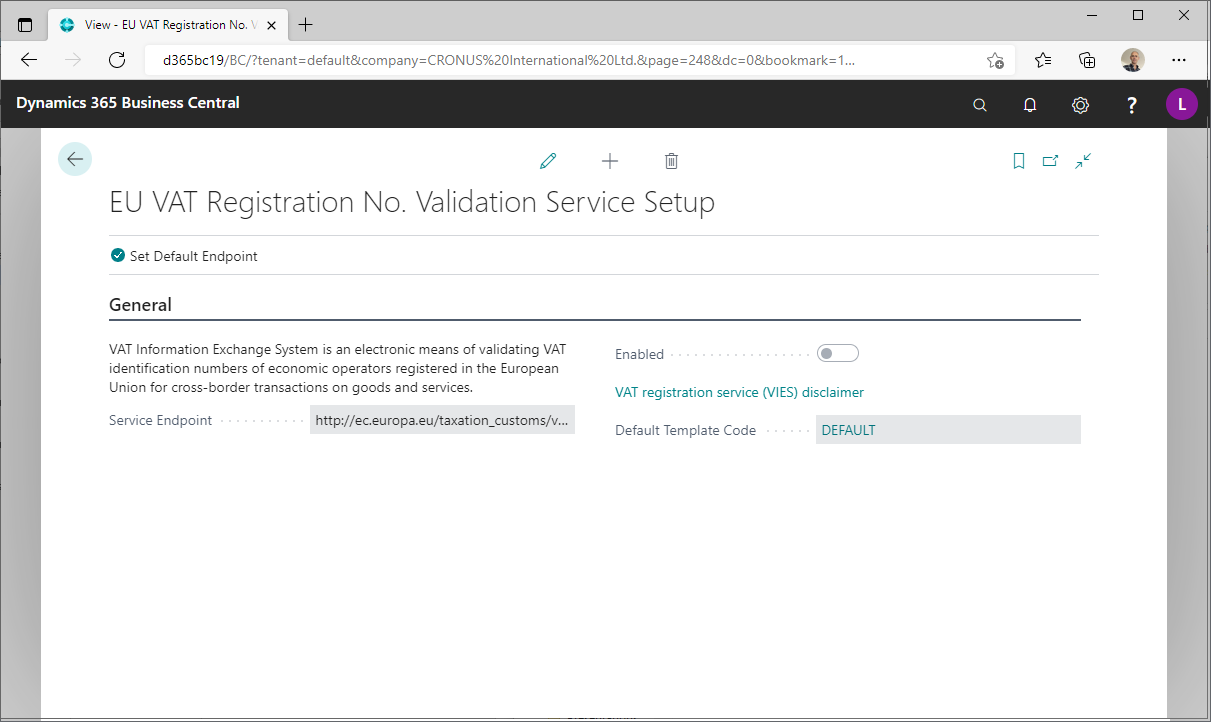 View - EU VAT Registration No. V
d365bc19/BC/?tenant=default&company=CRONUS%20International%20Ltd.&page=248&dc=0&bookmark=1...
Dynamics 365 Business Central
?
L
EU VAT Registration No. Validation Service Setup
Set Default Endpoint
General
VAT Information Exchange System is an electronic means of validating VAT
identification numbers of economic operators registered in the European
Union for cross-border transactions on goods and services.
Service Endpoint
http://ec.europa.eu/taxation_customs/v...
Enabled
VAT registration service (VIES) disclaimer
Default Template Code
DEFAULT